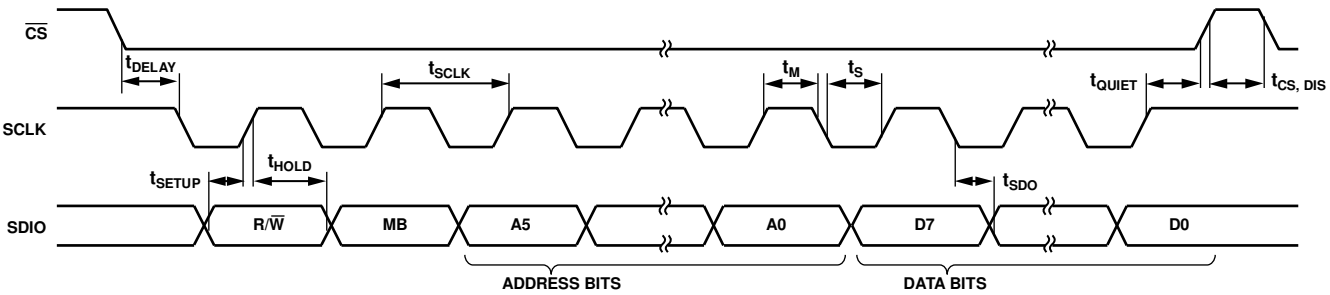 CS
tDELAY
tSCLK
tM
tS
tQUIET
tCS, DIS
SCLK
tSETUP
tHOLD
tSDO
SDIO
R/W̅ MB A5 A0 D7 D0
ADDRESS BITS DATA BITS